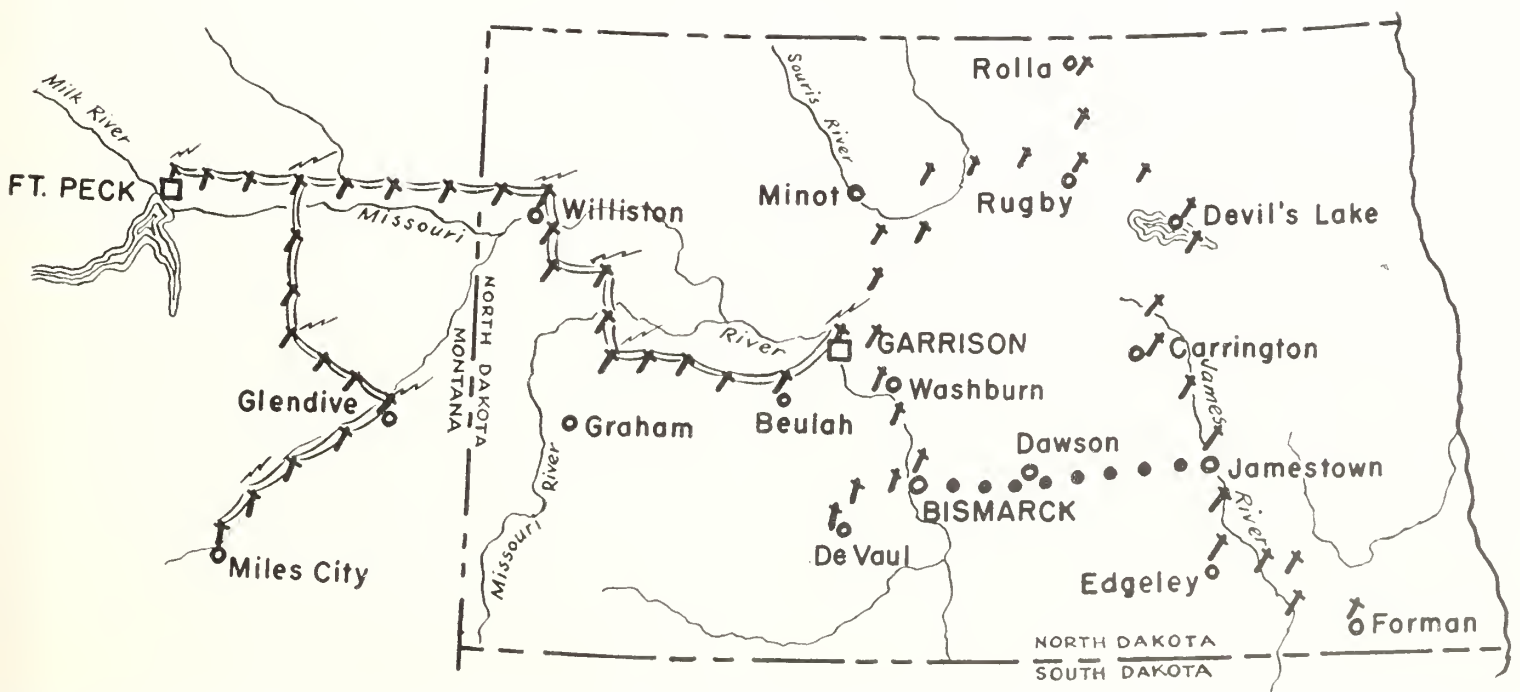 Milk River
FT. PECK
Missouri
Williston
Souris
River
Minot
Rolla
Rugby
Devil's Lake
NORTH DAKOTA
MONTANA
River
GARRISON
Washburn
Carrington
James
Glendive
Graham
Beulah
Dawson
Jamestown
River
BISMARCK
Missouri
River
De Vaul
Miles City
Edgeley
Forman
NORTH DAKOTA
SOUTH DAKOTA